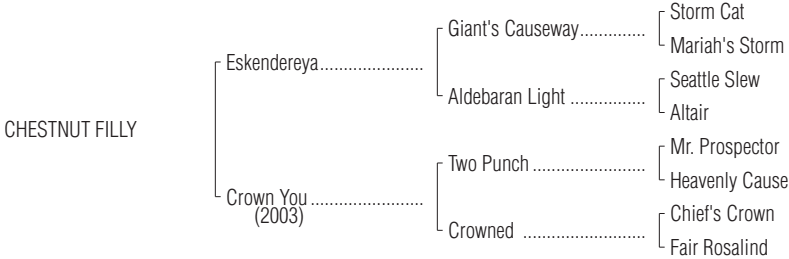 Storm Cat
Giant's Causeway..............
Mariah's Storm
Eskendereya......................
Seattle Slew
Aldebaran Light ................
Altair
CHESTNUT FILLY
Mr. Prospector
Two Punch ........................
Heavenly Cause
Crown You ........................
(2003)
Chief's Crown
Crowned ..........................
Fair Rosalind